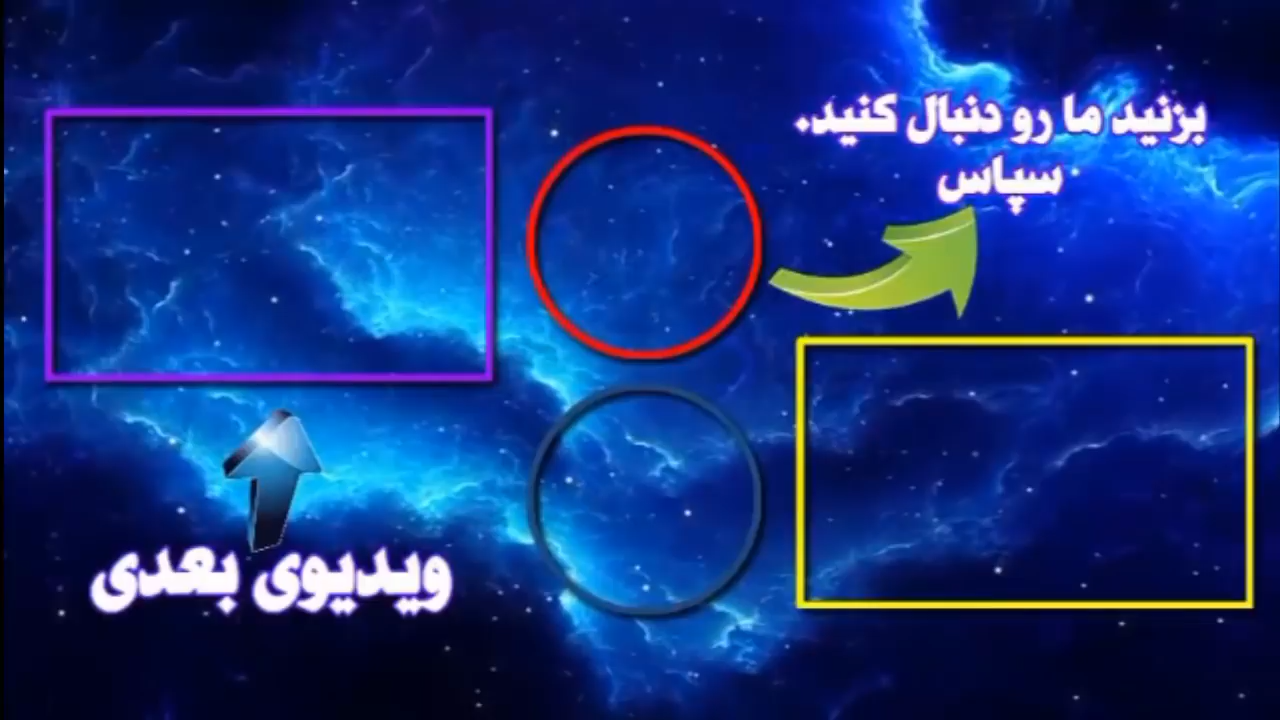 بزنید ما رو دنبال کنید.
سپاس
ویدیوی بعدی